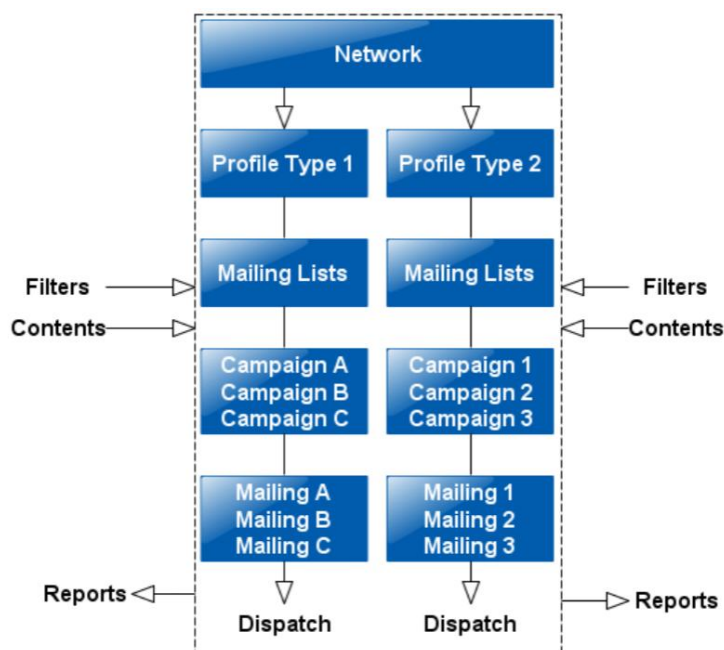 Network
Profile Type 1
Profile Type 2
Mailing Lists
Mailing Lists
Filters
Filters
Contents
Contents
Campaign A
Campaign B
Campaign C
Campaign 1
Campaign 2
Campaign 3
Mailing A
Mailing B
Mailing C
Mailing 1
Mailing 2
Mailing 3
Reports
Reports
Dispatch
Dispatch